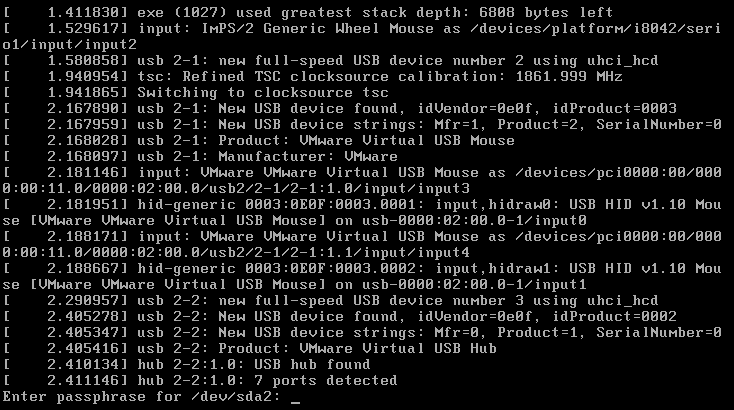 [    1.411830] exe (1027) used greatest stack depth: 6808 bytes left
[    1.529617] input: ImPS/2 Generic Wheel Mouse as /devices/platform/i8042/seri
o1/input/input2
[    1.580858] usb 2-1: new full-speed USB device number 2 using uhci_hcd
[    1.940954] tsc: Refined TSC clocksource calibration: 1861.999 MHz
[    1.941865] Switching to clocksource tsc
[    2.167890] usb 2-1: New USB device found, idVendor=0e0f, idProduct=0003
[    2.167959] usb 2-1: New USB device strings: Mfr=1, Product=2, SerialNumber=0
[    2.168028] usb 2-1: Product: VMware Virtual USB Mouse
[    2.168097] usb 2-1: Manufacturer: VMware
[    2.181146] input: VMware VMware Virtual USB Mouse as /devices/pci0000:00/000
0:00:11.0/0000:02:00.0/usb2/2-1/2-1:1.0/input/input3
[    2.181951] hid-generic 0003:0E0F:0003.0001: input,hidraw0: USB HID v1.10 Mou
se [VMware VMware Virtual USB Mouse] on usb-0000:02:00.0-1/input0
[    2.188171] input: VMware VMware Virtual USB Mouse as /devices/pci0000:00/000
0:00:11.0/0000:02:00.0/usb2/2-1/2-1:1.1/input/input4
[    2.188667] hid-generic 0003:0E0F:0003.0002: input,hidraw1: USB HID v1.10 Mou
se [VMware VMware Virtual USB Mouse] on usb-0000:02:00.0-1/input1
[    2.290957] usb 2-2: new full-speed USB device number 3 using uhci_hcd
[    2.405278] usb 2-2: New USB device found, idVendor=0e0f, idProduct=0002
[    2.405347] usb 2-2: New USB device strings: Mfr=0, Product=1, SerialNumber=0
[    2.405416] usb 2-2: Product: VMware Virtual USB Hub
[    2.410134] hub 2-2:1.0: USB hub found
[    2.411146] hub 2-2:1.0: 7 ports detected
Enter passphrase for /dev/sda2: _